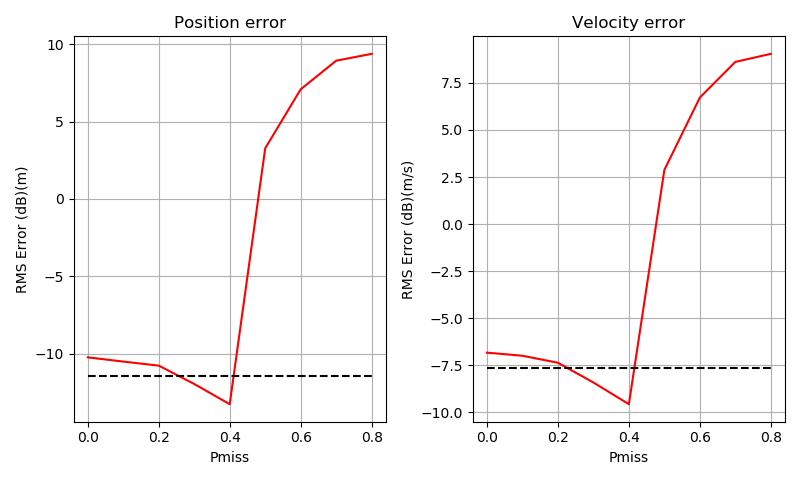 Position error
10
5
0
−5
−10
RMS Error (dB)(m)
0.0 0.2 0.4 0.6 0.8
Pmiss
Velocity error
7.5
5.0
2.5
0.0
−2.5
−5.0
−7.5
−10.0
RMS Error (dB)(m/s)
0.0 0.2 0.4 0.6 0.8
Pmiss